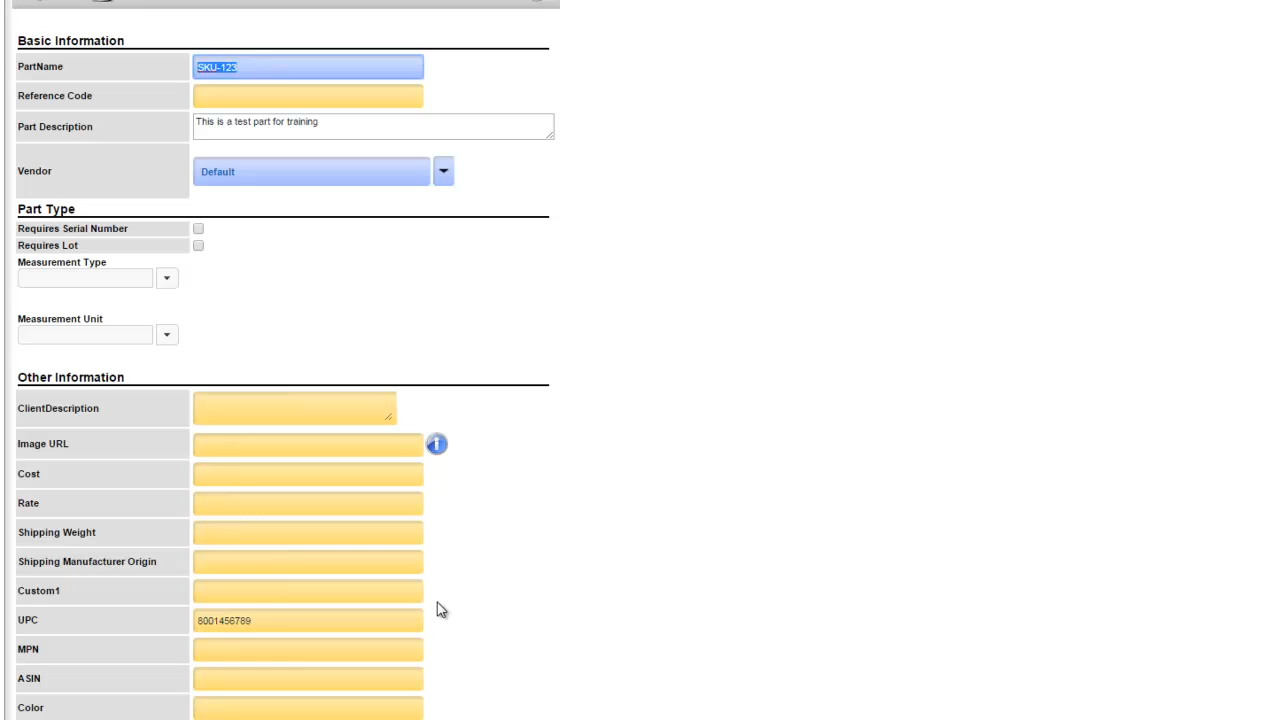 Basic Information
PartName SKU-123
Reference Code
Part Description This is a test part for training
Vendor Default
Part Type
Requires Serial Number
Requires Lot
Measurement Type
Measurement Unit
Other Information
ClientDescription
Image URL
Cost
Rate
Shipping Weight
Shipping Manufacturer Origin
Custom1
UPC 8001456789
MPN
ASIN
Color